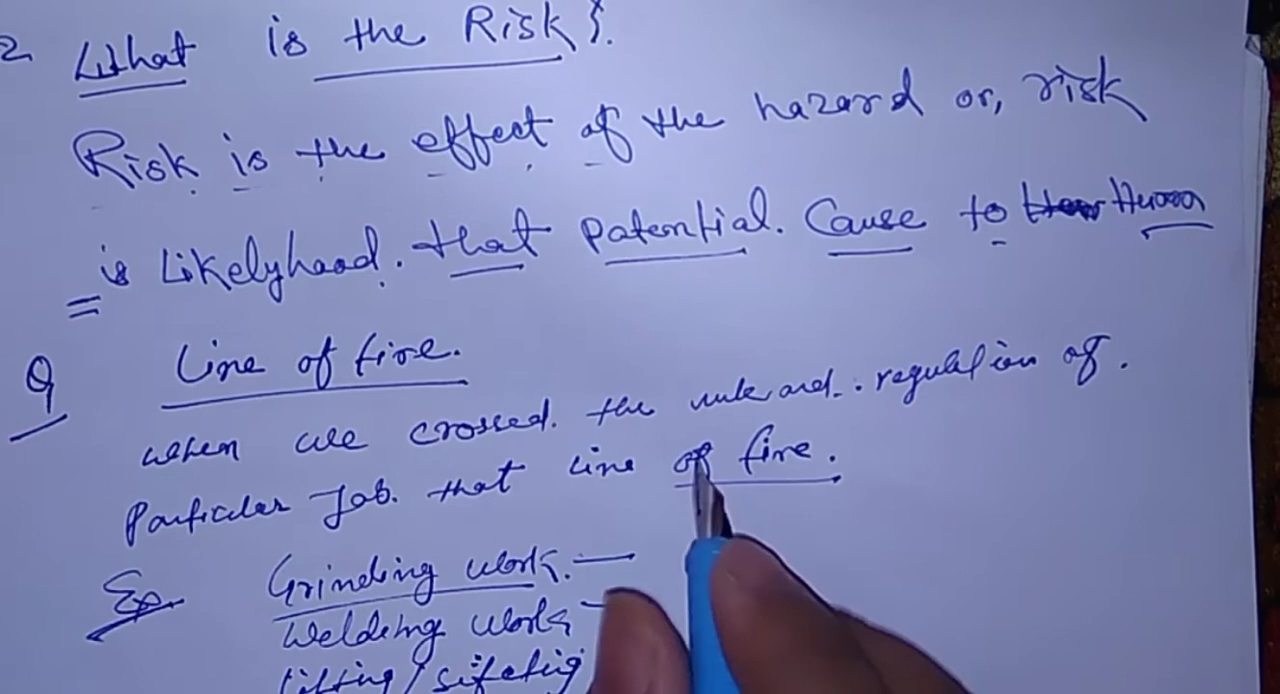 2 What is the Risk?
Risk is the effect of the hazard or, risk
is Likelyhood. that Potential. Cause to Human
Q Line of fire.
when we crossed. the rule and. regulation of.
Particular Job. that Line of fire.
Ex Grinding work. —
Welding work —
Lifting /